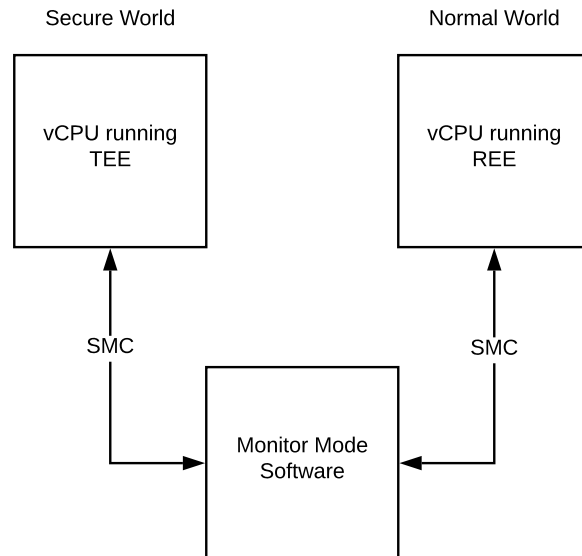 Secure World
Normal World
vCPU running
TEE
vCPU running
REE
SMC
SMC
Monitor Mode
Software